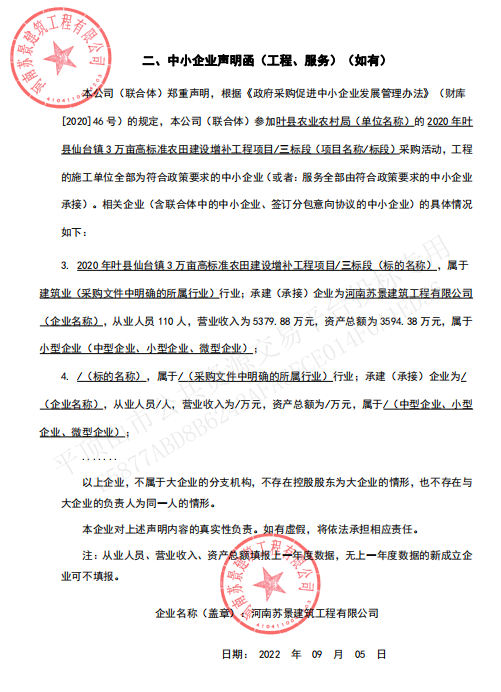 河南苏景建筑工程有限公司
二、中小企业声明函（工程、服务）（如有）
本公司（联合体）郑重声明，根据《政府采购促进中小企业发展管理办法》（财库
[2020]46 号）的规定，本公司（联合体）参加叶县农业农村局（单位名称）的 2020 年叶
县仙台镇 3 万亩高标准农田建设增补工程项目/三标段（项目名称/标段）采购活动，工程
的施工单位全部为符合政策要求的中小企业（或者：服务全部由符合政策要求的中小企业
承接）。相关企业（含联合体中的中小企业、签订分包意向协议的中小企业）的具体情况
如下：
3. 2020 年叶县仙台镇 3 万亩高标准农田建设增补工程项目/三标段（标的名称），属于
建筑业（采购文件中明确的所属行业）行业；承建（承接）企业为河南苏景建筑工程有限公司
（企业名称），从业人员 110 人，营业收入为 5379.88 万元，资产总额为 3594.38 万元，属于
小型企业（中型企业、小型企业、微型企业）；
4. /（标的名称），属于/（采购文件中明确的所属行业）行业；承建（承接）企业为/
（企业名称），从业人员/人，营业收入为/万元，资产总额为/万元，属于/（中型企业、小型
企业、微型企业）；
.......
以上企业，不属于大企业的分支机构，不存在控股股东为大企业的情形，也不存在与
大企业的负责人为同一人的情形。
本企业对上述声明内容的真实性负责。如有虚假，将依法承担相应责任。
注：从业人员、营业收入、资产总额填报上一年度数据，无上一年度数据的新成立企
业可不填报。
企业名称（盖章）：河南苏景建筑工程有限公司
河南苏景建筑工程有限公司
日期： 2022 年 09 月 05 日